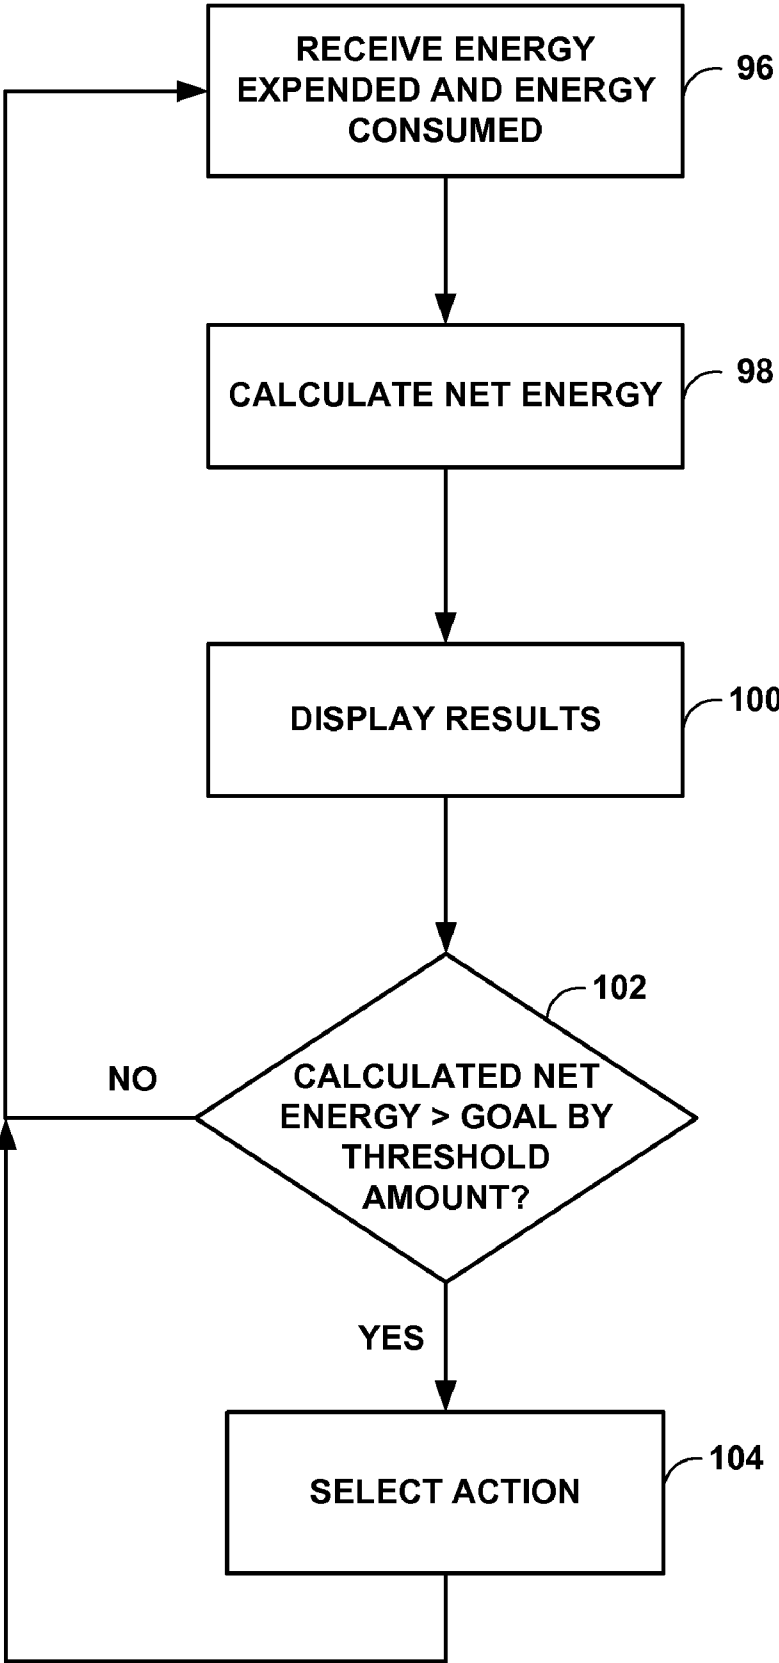 RECEIVE ENERGY
EXPENDED AND ENERGY
CONSUMED
96
CALCULATE NET ENERGY
98
DISPLAY RESULTS
100
102
CALCULATED NET
ENERGY > GOAL BY
THRESHOLD
AMOUNT?
NO
YES
SELECT ACTION
104